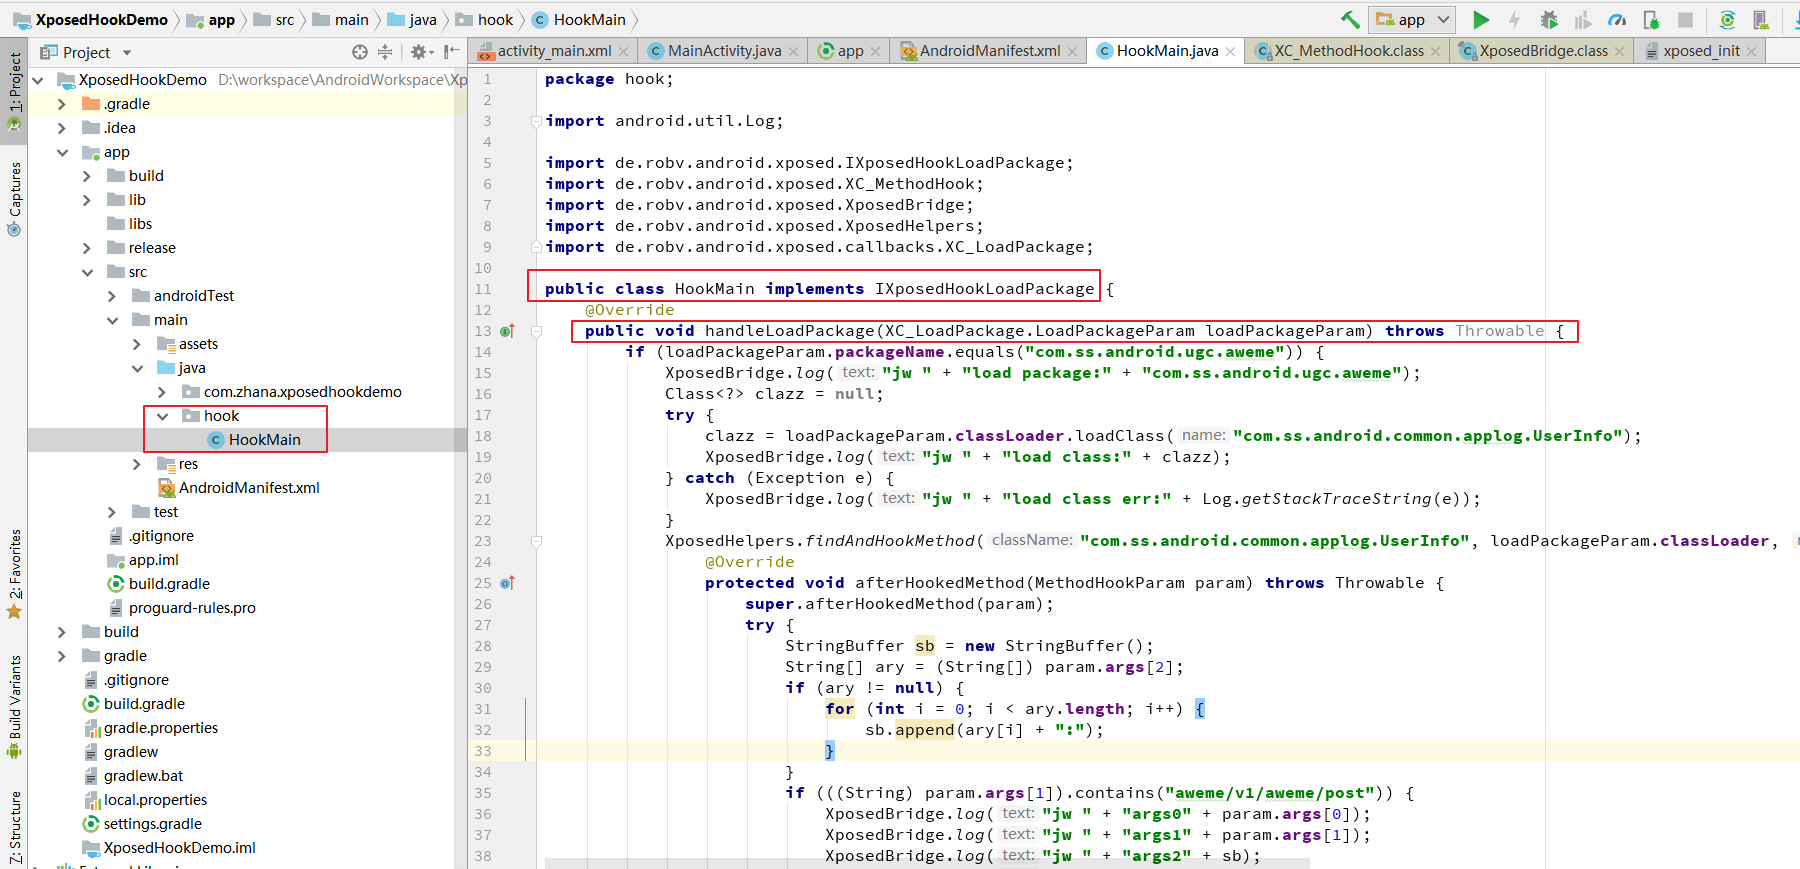 XposedHookDemo app src main java hook HookMain app
Project
activity_main.xml MainActivity.java app AndroidManifest.xml HookMain.java XC_MethodHook.class XposedBridge.class xposed_init
1: Project
Captures
2: Favorites
Build Variants
7: Structure
XposedHookDemo D:\workspace\AndroidWorkspace\Xp
.gradle
.idea
app
build
lib
libs
release
src
androidTest
main
assets
java
com.zhana.xposedhookdemo
hook
HookMain
res
AndroidManifest.xml
test
.gitignore
app.iml
build.gradle
proguard-rules.pro
build
gradle
.gitignore
build.gradle
gradle.properties
gradlew
gradlew.bat
local.properties
settings.gradle
XposedHookDemo.iml
1 package hook;
2
3 import android.util.Log;
4
5 import de.robv.android.xposed.IXposedHookLoadPackage;
6 import de.robv.android.xposed.XC_MethodHook;
7 import de.robv.android.xposed.XposedBridge;
8 import de.robv.android.xposed.XposedHelpers;
9 import de.robv.android.xposed.callbacks.XC_LoadPackage;
10
11 public class HookMain implements IXposedHookLoadPackage {
12 @Override
13 public void handleLoadPackage(XC_LoadPackage.LoadPackageParam loadPackageParam) throws Throwable {
14 if (loadPackageParam.packageName.equals("com.ss.android.ugc.aweme")) {
15 XposedBridge.log( text: "jw " + "load package:" + "com.ss.android.ugc.aweme");
16 Class<?> clazz = null;
17 try {
18 clazz = loadPackageParam.classLoader.loadClass( name: "com.ss.android.common.applog.UserInfo");
19 XposedBridge.log( text: "jw " + "load class:" + clazz);
20 } catch (Exception e) {
21 XposedBridge.log( text: "jw " + "load class err:" + Log.getStackTraceString(e));
22 }
23 XposedHelpers.findAndHookMethod( className: "com.ss.android.common.applog.UserInfo", loadPackageParam.classLoader,
24 @Override
25 protected void afterHookedMethod(MethodHookParam param) throws Throwable {
26 super.afterHookedMethod(param);
27 try {
28 StringBuffer sb = new StringBuffer();
29 String[] ary = (String[]) param.args[2];
30 if (ary != null) {
31 for (int i = 0; i < ary.length; i++) {
32 sb.append(ary[i] + ":");
33 }
34 }
35 if (((String) param.args[1]).contains("aweme/v1/aweme/post")) {
36 XposedBridge.log( text: "jw " + "args0" + param.args[0]);
37 XposedBridge.log( text: "jw " + "args1" + param.args[1]);
38 XposedBridge.log( text: "jw " + "args2" + sb);